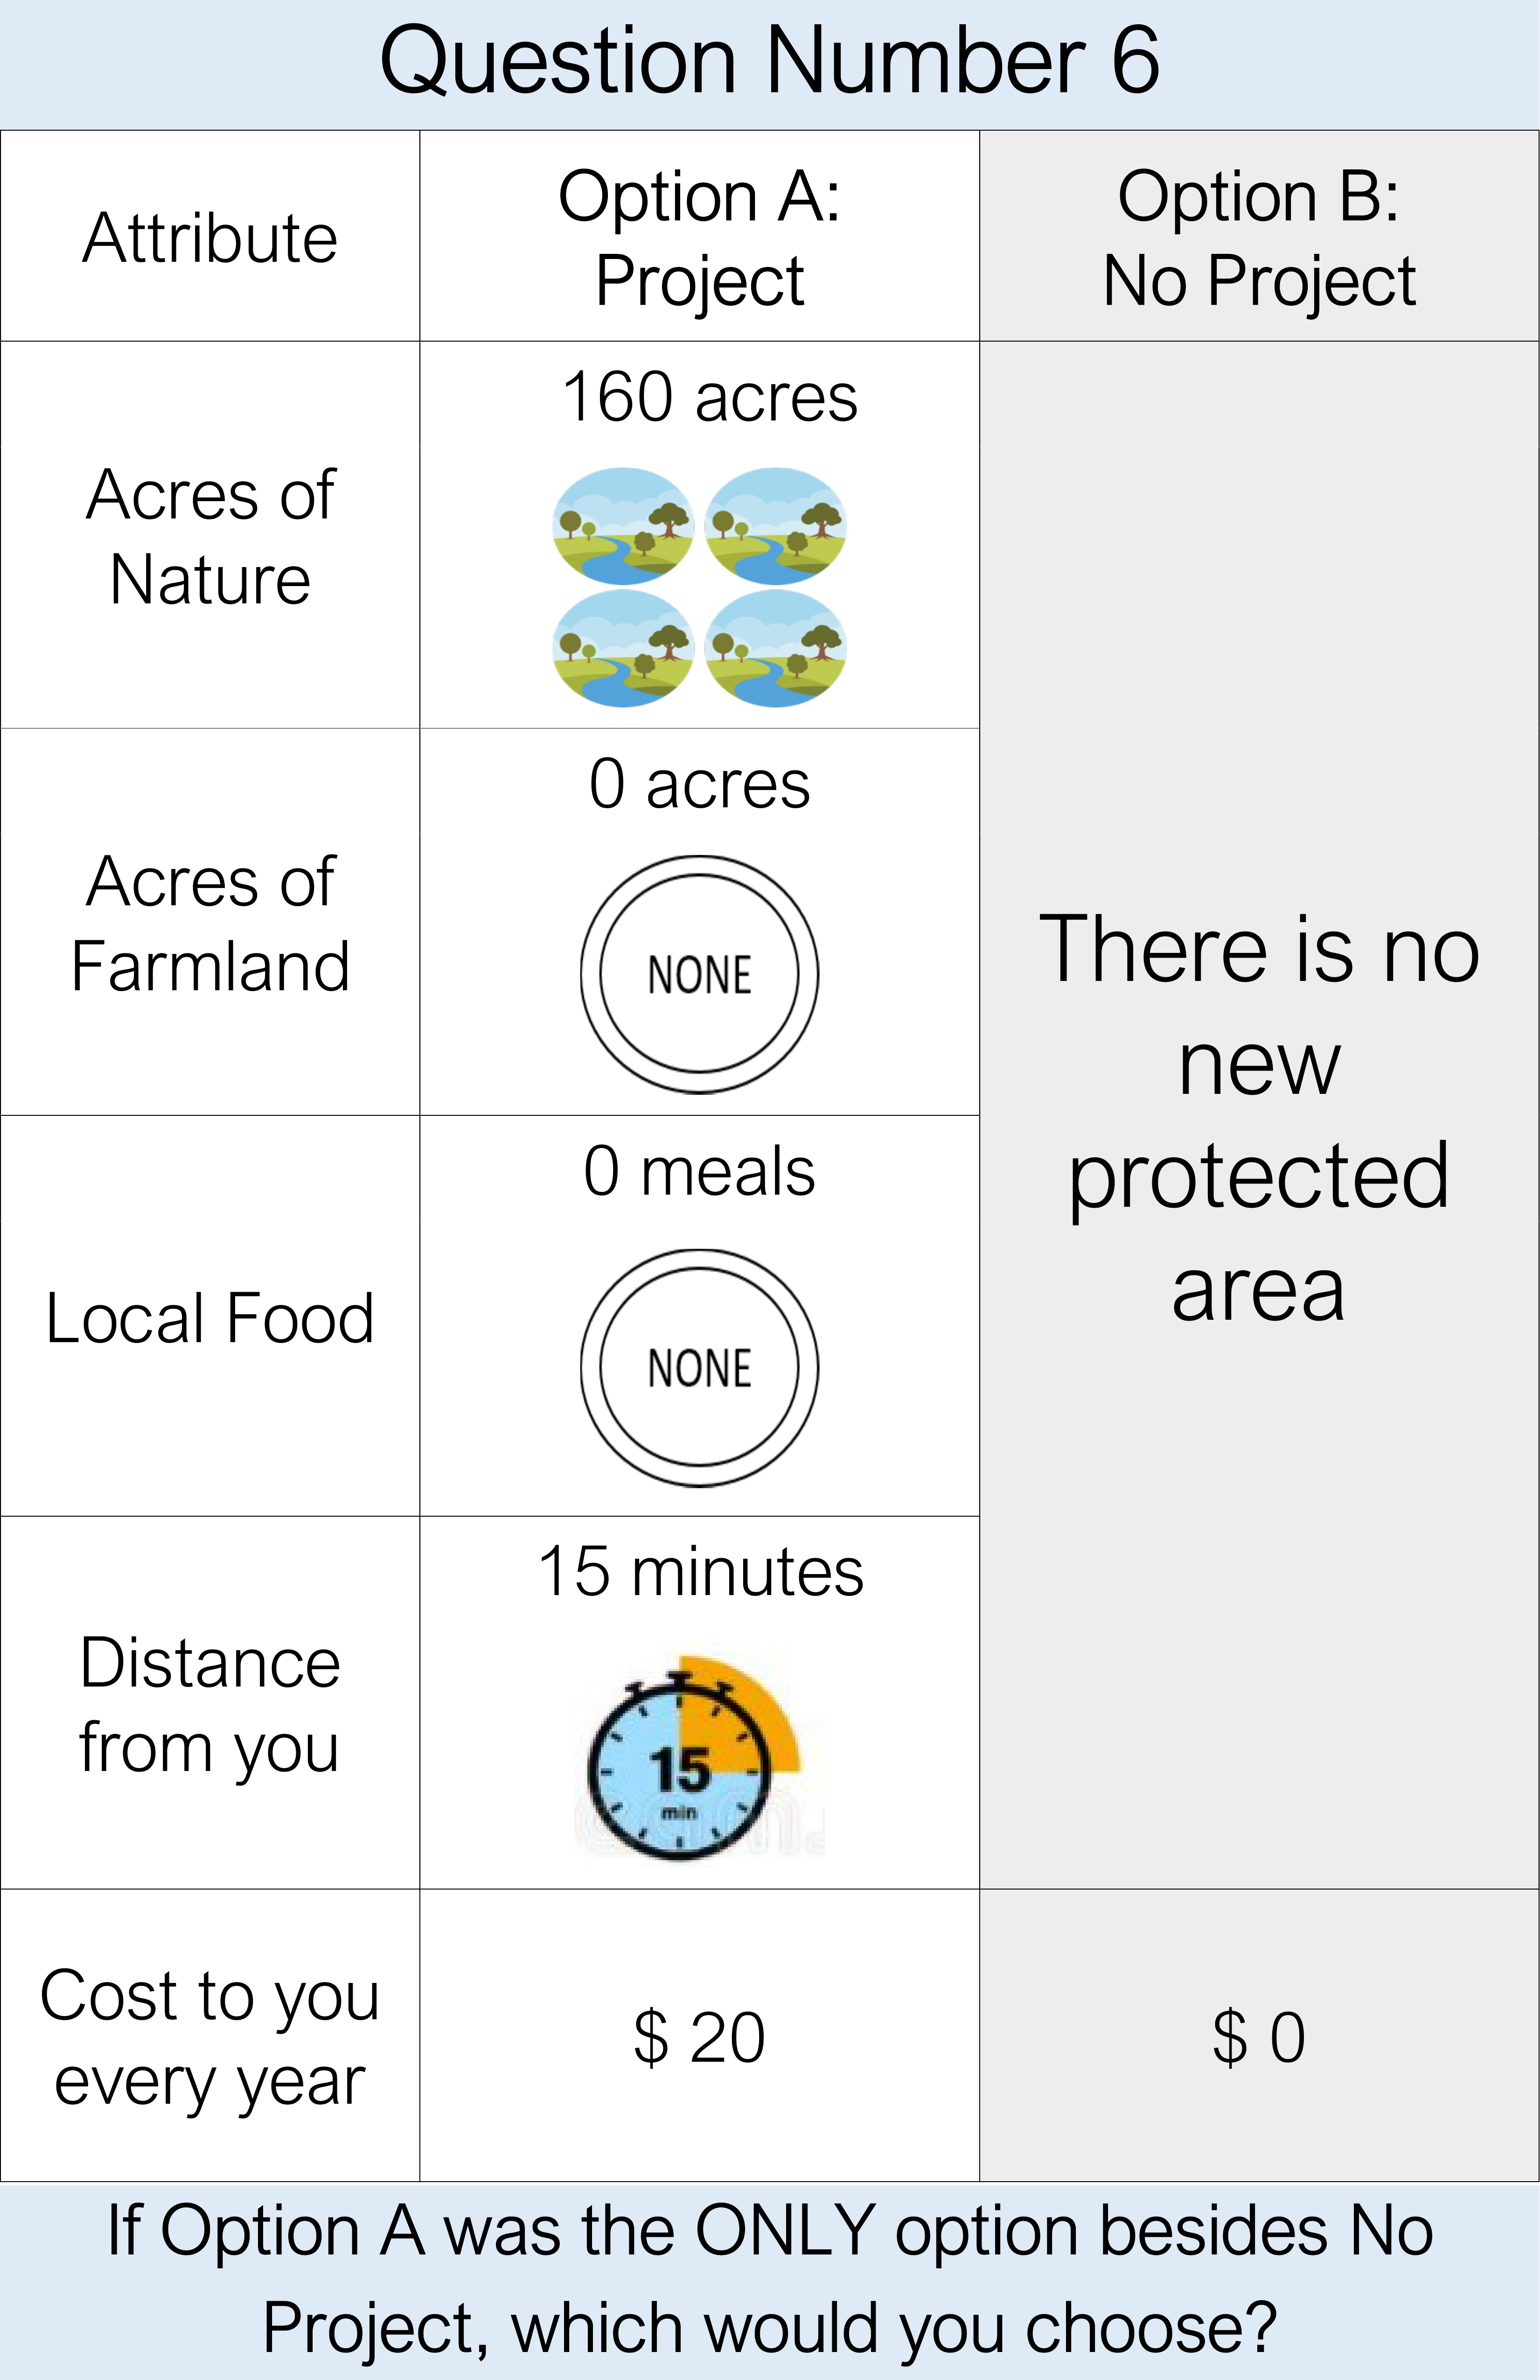 Question Number 6
Attribute
Option A:
Project
Option B:
No Project
Acres of
Nature
160 acres
Acres of
Farmland
0 acres
NONE
There is no
new
protected
area
Local Food
0 meals
NONE
Distance
from you
15 minutes
15
min
Cost to you
every year
$ 20
$ 0
If Option A was the ONLY option besides No
Project, which would you choose?